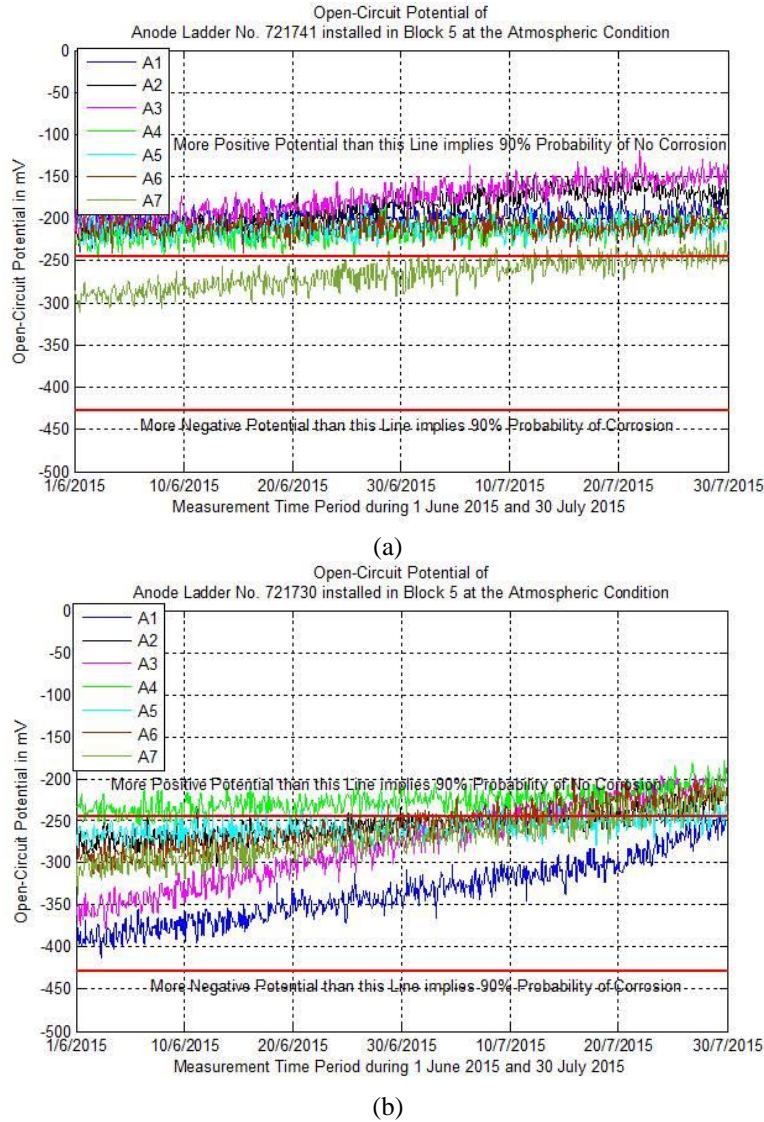 Open-Circuit Potential of
Anode Ladder No. 721741 installed in Block 5 at the Atmospheric Condition
0
-50
-100
-150
-200
-250
-300
-350
-400
-450
-500
Open-Circuit Potential in mV
A1
A2
A3
A4
A5
A6
A7
More Positive Potential than this Line implies 90% Probability of No Corrosion
More Negative Potential than this Line implies 90% Probability of Corrosion
1/6/2015 10/6/2015 20/6/2015 30/6/2015 10/7/2015 20/7/2015 30/7/2015
Measurement Time Period during 1 June 2015 and 30 July 2015
(a)
Open-Circuit Potential of
Anode Ladder No. 721730 installed in Block 5 at the Atmospheric Condition
0
-50
-100
-150
-200
-250
-300
-350
-400
-450
-500
Open-Circuit Potential in mV
A1
A2
A3
A4
A5
A6
A7
More Positive Potential than this Line implies 90% Probability of No Corrosion
More Negative Potential than this Line implies 90% Probability of Corrosion
1/6/2015 10/6/2015 20/6/2015 30/6/2015 10/7/2015 20/7/2015 30/7/2015
Measurement Time Period during 1 June 2015 and 30 July 2015
(b)